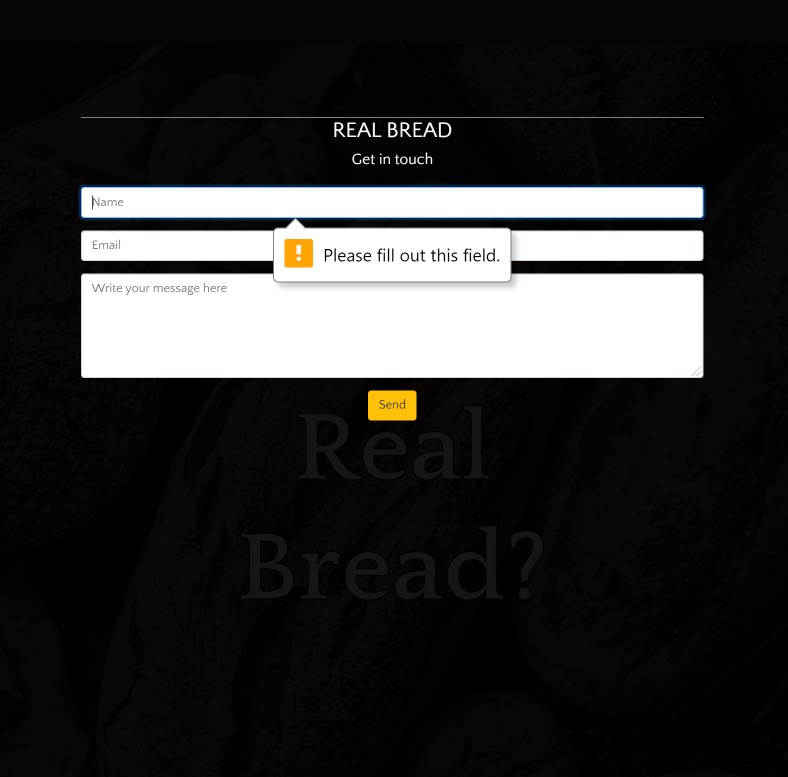 REAL BREAD
Get in touch
Name
Email
Please fill out this field.
Write your message here
Send
Real
Bread?